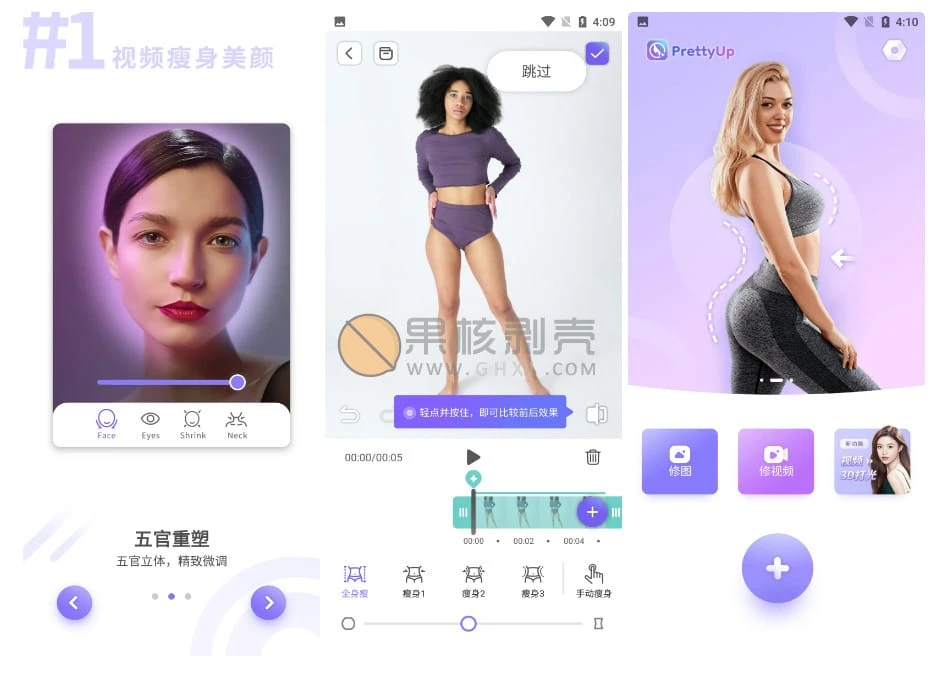 #1 视频瘦身美颜
Face
Eyes
Shrink
Neck
五官重塑
五官立体，精致微调
4:09
跳过
果核剥壳
轻点并按住，即可比较前后效果
00:00/00:05
00:00
00:02
00:04
全身瘦
瘦身1
瘦身2
瘦身3
手动瘦身
4:10
PrettyUp
修图
修视频
新功能
视频
3D打光